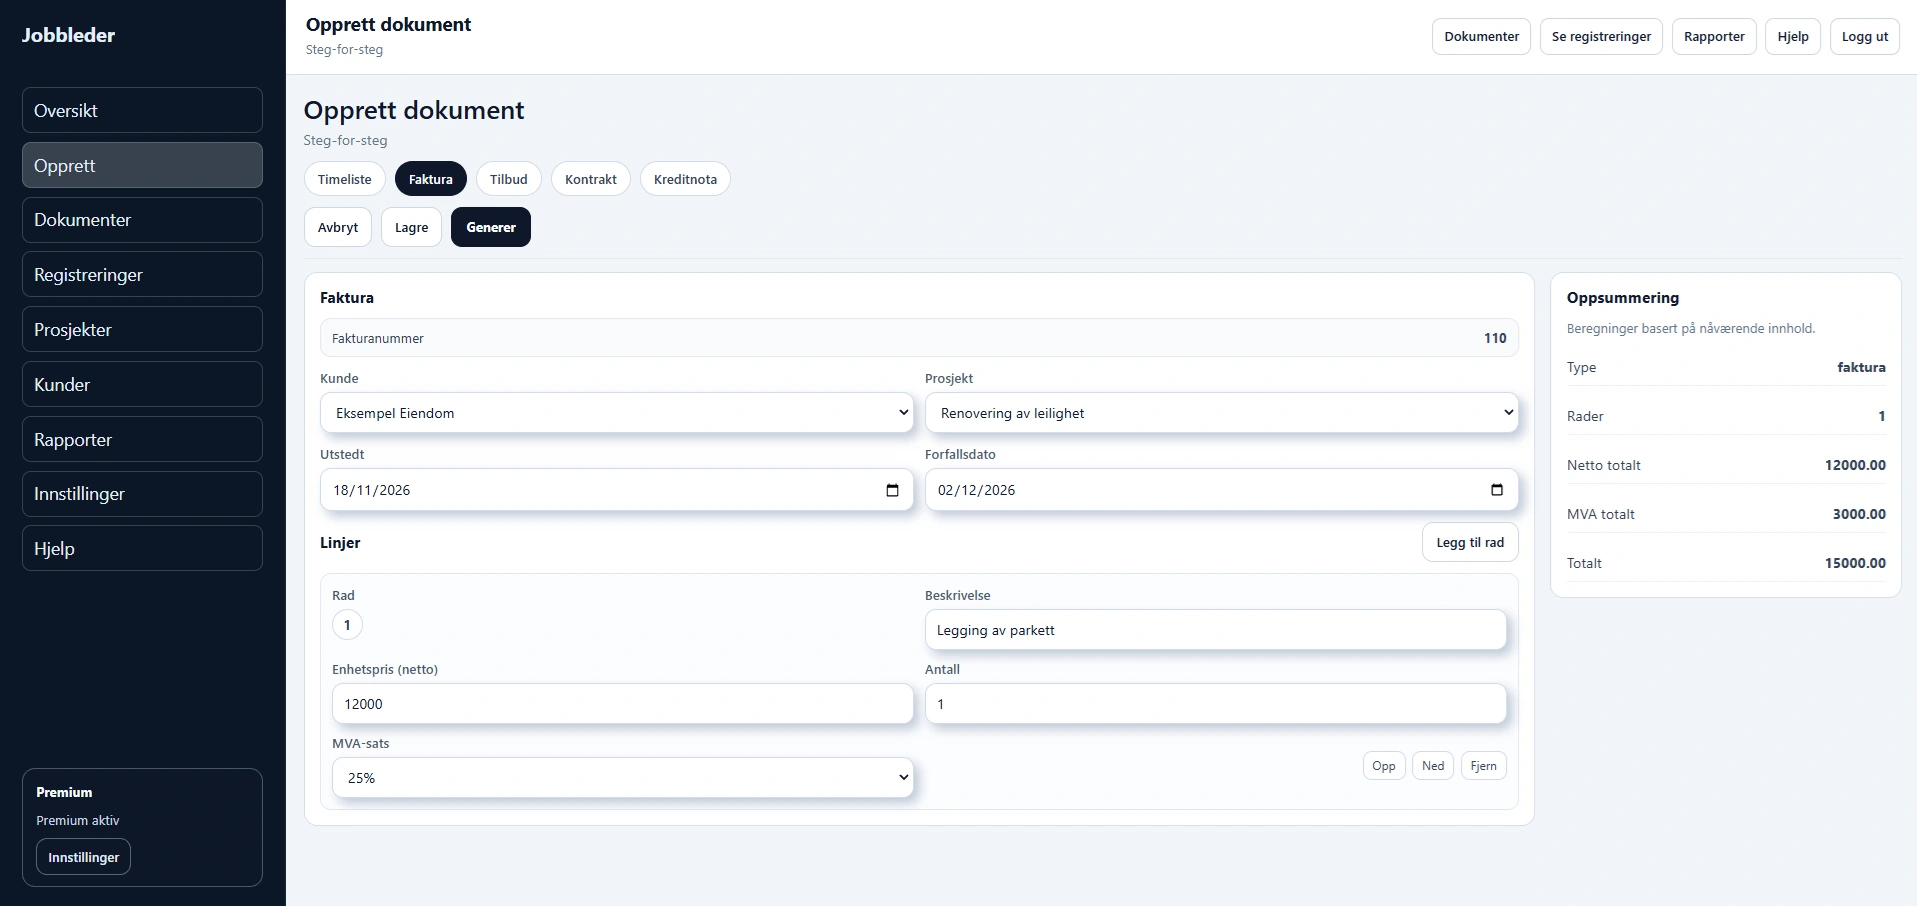 Jobbleder
Oversikt
Opprett
Dokumenter
Registreringer
Prosjekter
Kunder
Rapporter
Innstillinger
Hjelp
Premium
Premium aktiv
Innstillinger
Opprett dokument
Steg-for-steg
Dokumenter Se registreringer Rapporter Hjelp Logg ut
Opprett dokument
Steg-for-steg
Timeliste Faktura Tilbud Kontrakt Kreditnota
Avbryt Lagre Generer
Faktura
Fakturanummer 110
Kunde Prosjekt
Eksempel Eiendom Renovering av leilighet
Utstedt Forfallsdato
18/11/2026 02/12/2026
Linjer Legg til rad
Rad Beskrivelse
1 Legging av parkett
Enhetspris (netto) Antall
12000 1
MVA-sats
25% Opp Ned Fjern
Oppsummering
Beregninger basert på nåværende innhold.
Type faktura
Rader 1
Netto totalt 12000.00
MVA totalt 3000.00
Totalt 15000.00